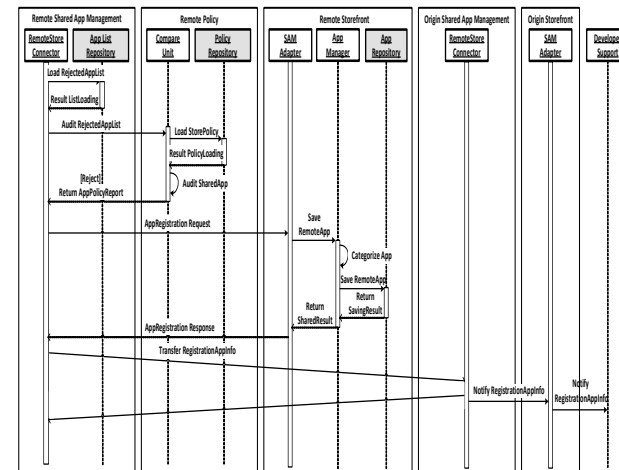 Remote Shared App Management
Remote Policy
Remote Storefront
Origin Shared App Management
Origin Storefront
RemoteStore
Connector
App List
Repository
Compare
Unit
Policy
Repository
SAM
Adapter
App
Manager
App
Repository
RemoteStore
Connector
SAM
Adapter
Develope
Support
Load RejectedAppList
Result ListLoading
Audit RejectedAppList
Load StorePolicy
Result PolicyLoading
[Reject]
Return AppPolicyReport
Audit SharedApp
AppRegistration Request
Save
RemoteApp
Categorize App
Save RemoteApp
Return
SavingResult
Return
SharedResult
AppRegistration Response
Transfer RegistrationAppInfo
Notify RegistrationAppInfo
Notify
RegistrationAppInfo